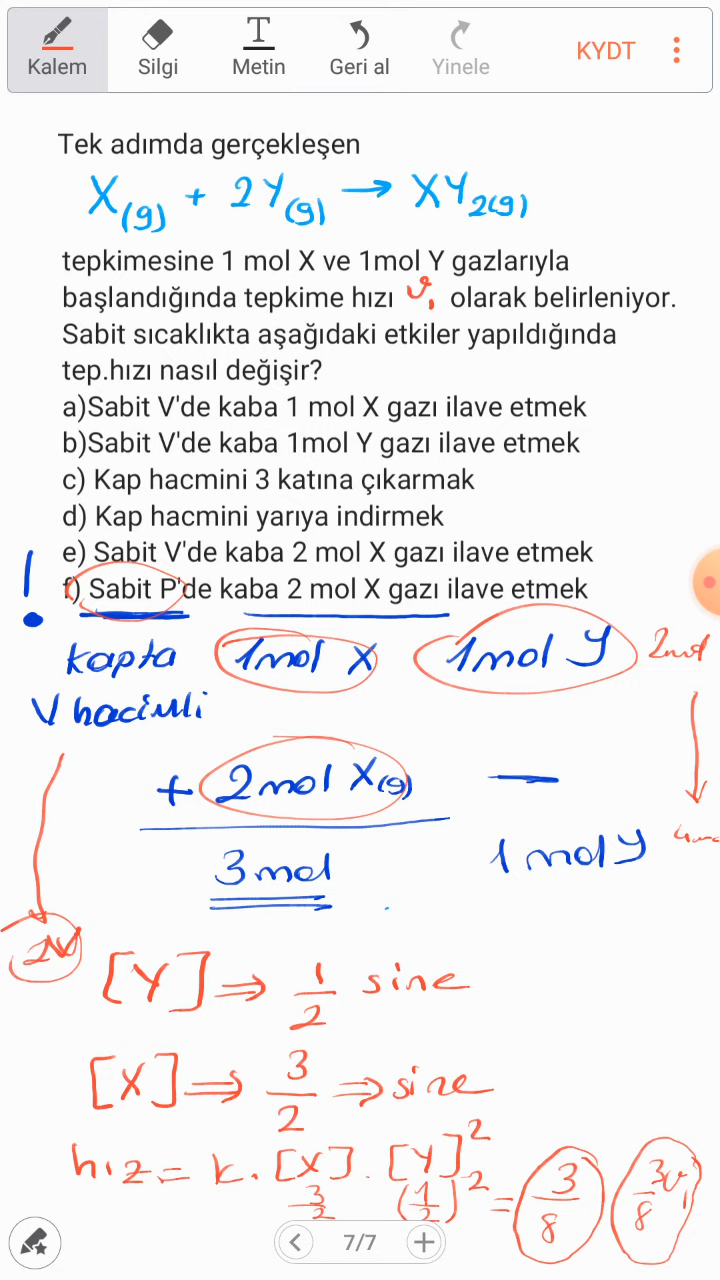 Kalem Silgi Metin Geri al Yinele KYDT
Tek adımda gerçekleşen
X(g) + 2Y(g) → XY2(g)
tepkimesine 1 mol X ve 1mol Y gazlarıyla
başlandığında tepkime hızı ϑ1 olarak belirleniyor.
Sabit sıcaklıkta aşağıdaki etkiler yapıldığında
tep.hızı nasıl değişir?
a)Sabit V'de kaba 1 mol X gazı ilave etmek
b)Sabit V'de kaba 1mol Y gazı ilave etmek
c) Kap hacmini 3 katına çıkarmak
d) Kap hacmini yarıya indirmek
e) Sabit V'de kaba 2 mol X gazı ilave etmek
! f) Sabit P'de kaba 2 mol X gazı ilave etmek
kapta 1mol X 1mol Y 2mol
V hacimli
+ 2mol X(g) —
3mol 1molY 4mol
2V
[Y] ⇒ 1/2 sine
[X] ⇒ 3/2 ⇒ sine
hız = k. [X] . [Y]²
3/2 (1/2)² = 3/8 3ϑ1/8
7/7